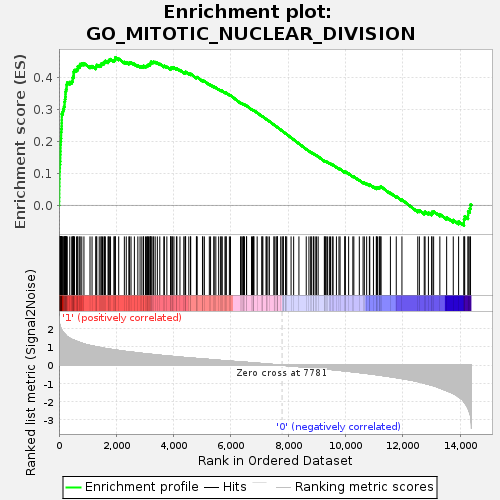 Enrichment plot:
GO_MITOTIC_NUCLEAR_DIVISION
Enrichment score (ES)
0.4
0.3
0.2
0.1
0.0
'1' (positively correlated)
Ranked list metric (Signal2Noise)
2
1
0
-1
-2
-3
Zero cross at 7781
'0' (negatively correlated)
0
2,000
4,000
6,000
8,000
10,000
12,000
14,000
Rank in Ordered Dataset
Enrichment profile
Hits
Ranking metric scores